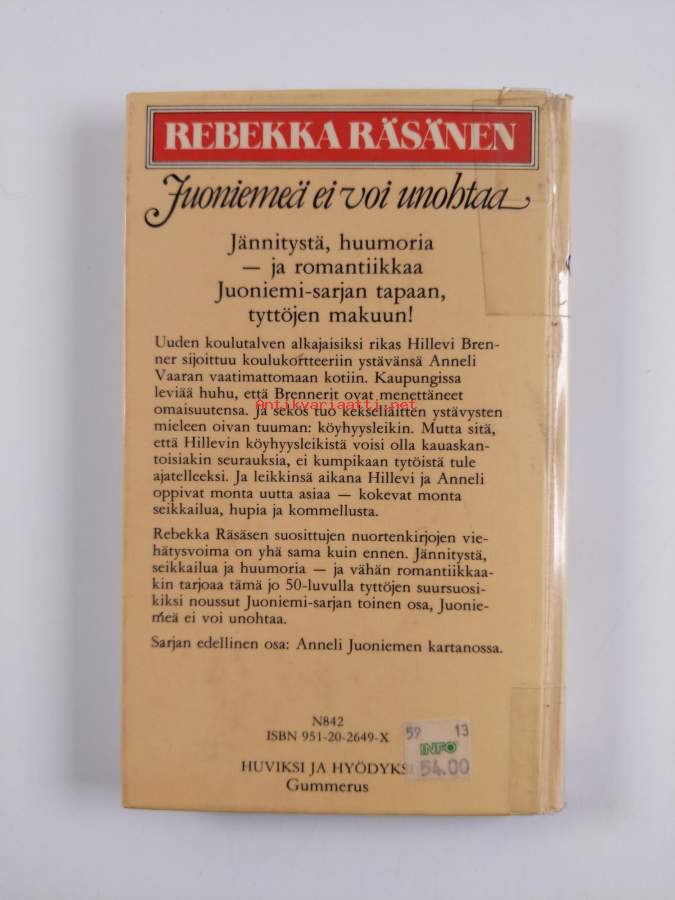 REBEKKA RÄSÄNEN
Juoniemeä ei voi unohtaa
Jännitystä, huumoria
— ja romantiikkaa
Juoniemi-sarjan tapaan,
tyttöjen makuun!
Uuden koulutalven alkajaisiksi rikas Hillevi Bren-
ner sijoittuu koulukortteeriin ystävänsä Anneli
Vaaran vaatimattomaan kotiin. Kaupungissa
leviää huhu, että Brennerit ovat menettäneet
Antikvariaatti.net
omaisuutensa. Ja sekös tuo kekseliäitten ystävysten
mieleen oivan tuuman: köyhyysleikin. Mutta sitä,
että Hillevin köyhyysleikistä voisi olla kauaskan-
toisiakin seurauksia, ei kumpikaan tytöistä tule
ajatelleeksi. Ja leikkinsä aikana Hillevi ja Anneli
oppivat monta uutta asiaa — kokevat monta
seikkailua, hupia ja kommellusta.
Rebekka Räsäsen suosittujen nuortenkirjojen vie-
hätysvoima on yhä sama kuin ennen. Jännitystä,
seikkailua ja huumoria — ja vähän romantiikkaa-
kin tarjoaa tämä jo 50-luvulla tyttöjen suursuosi-
kiksi noussut Juoniemi-sarjan toinen osa, Juonie-
meä ei voi unohtaa.
Sarjan edellinen osa: Anneli Juoniemen kartanossa.
N842
ISBN 951-20-2649-X
59 13
INFO
54.00
HUVIKSI JA HYÖDYKS
Gummerus